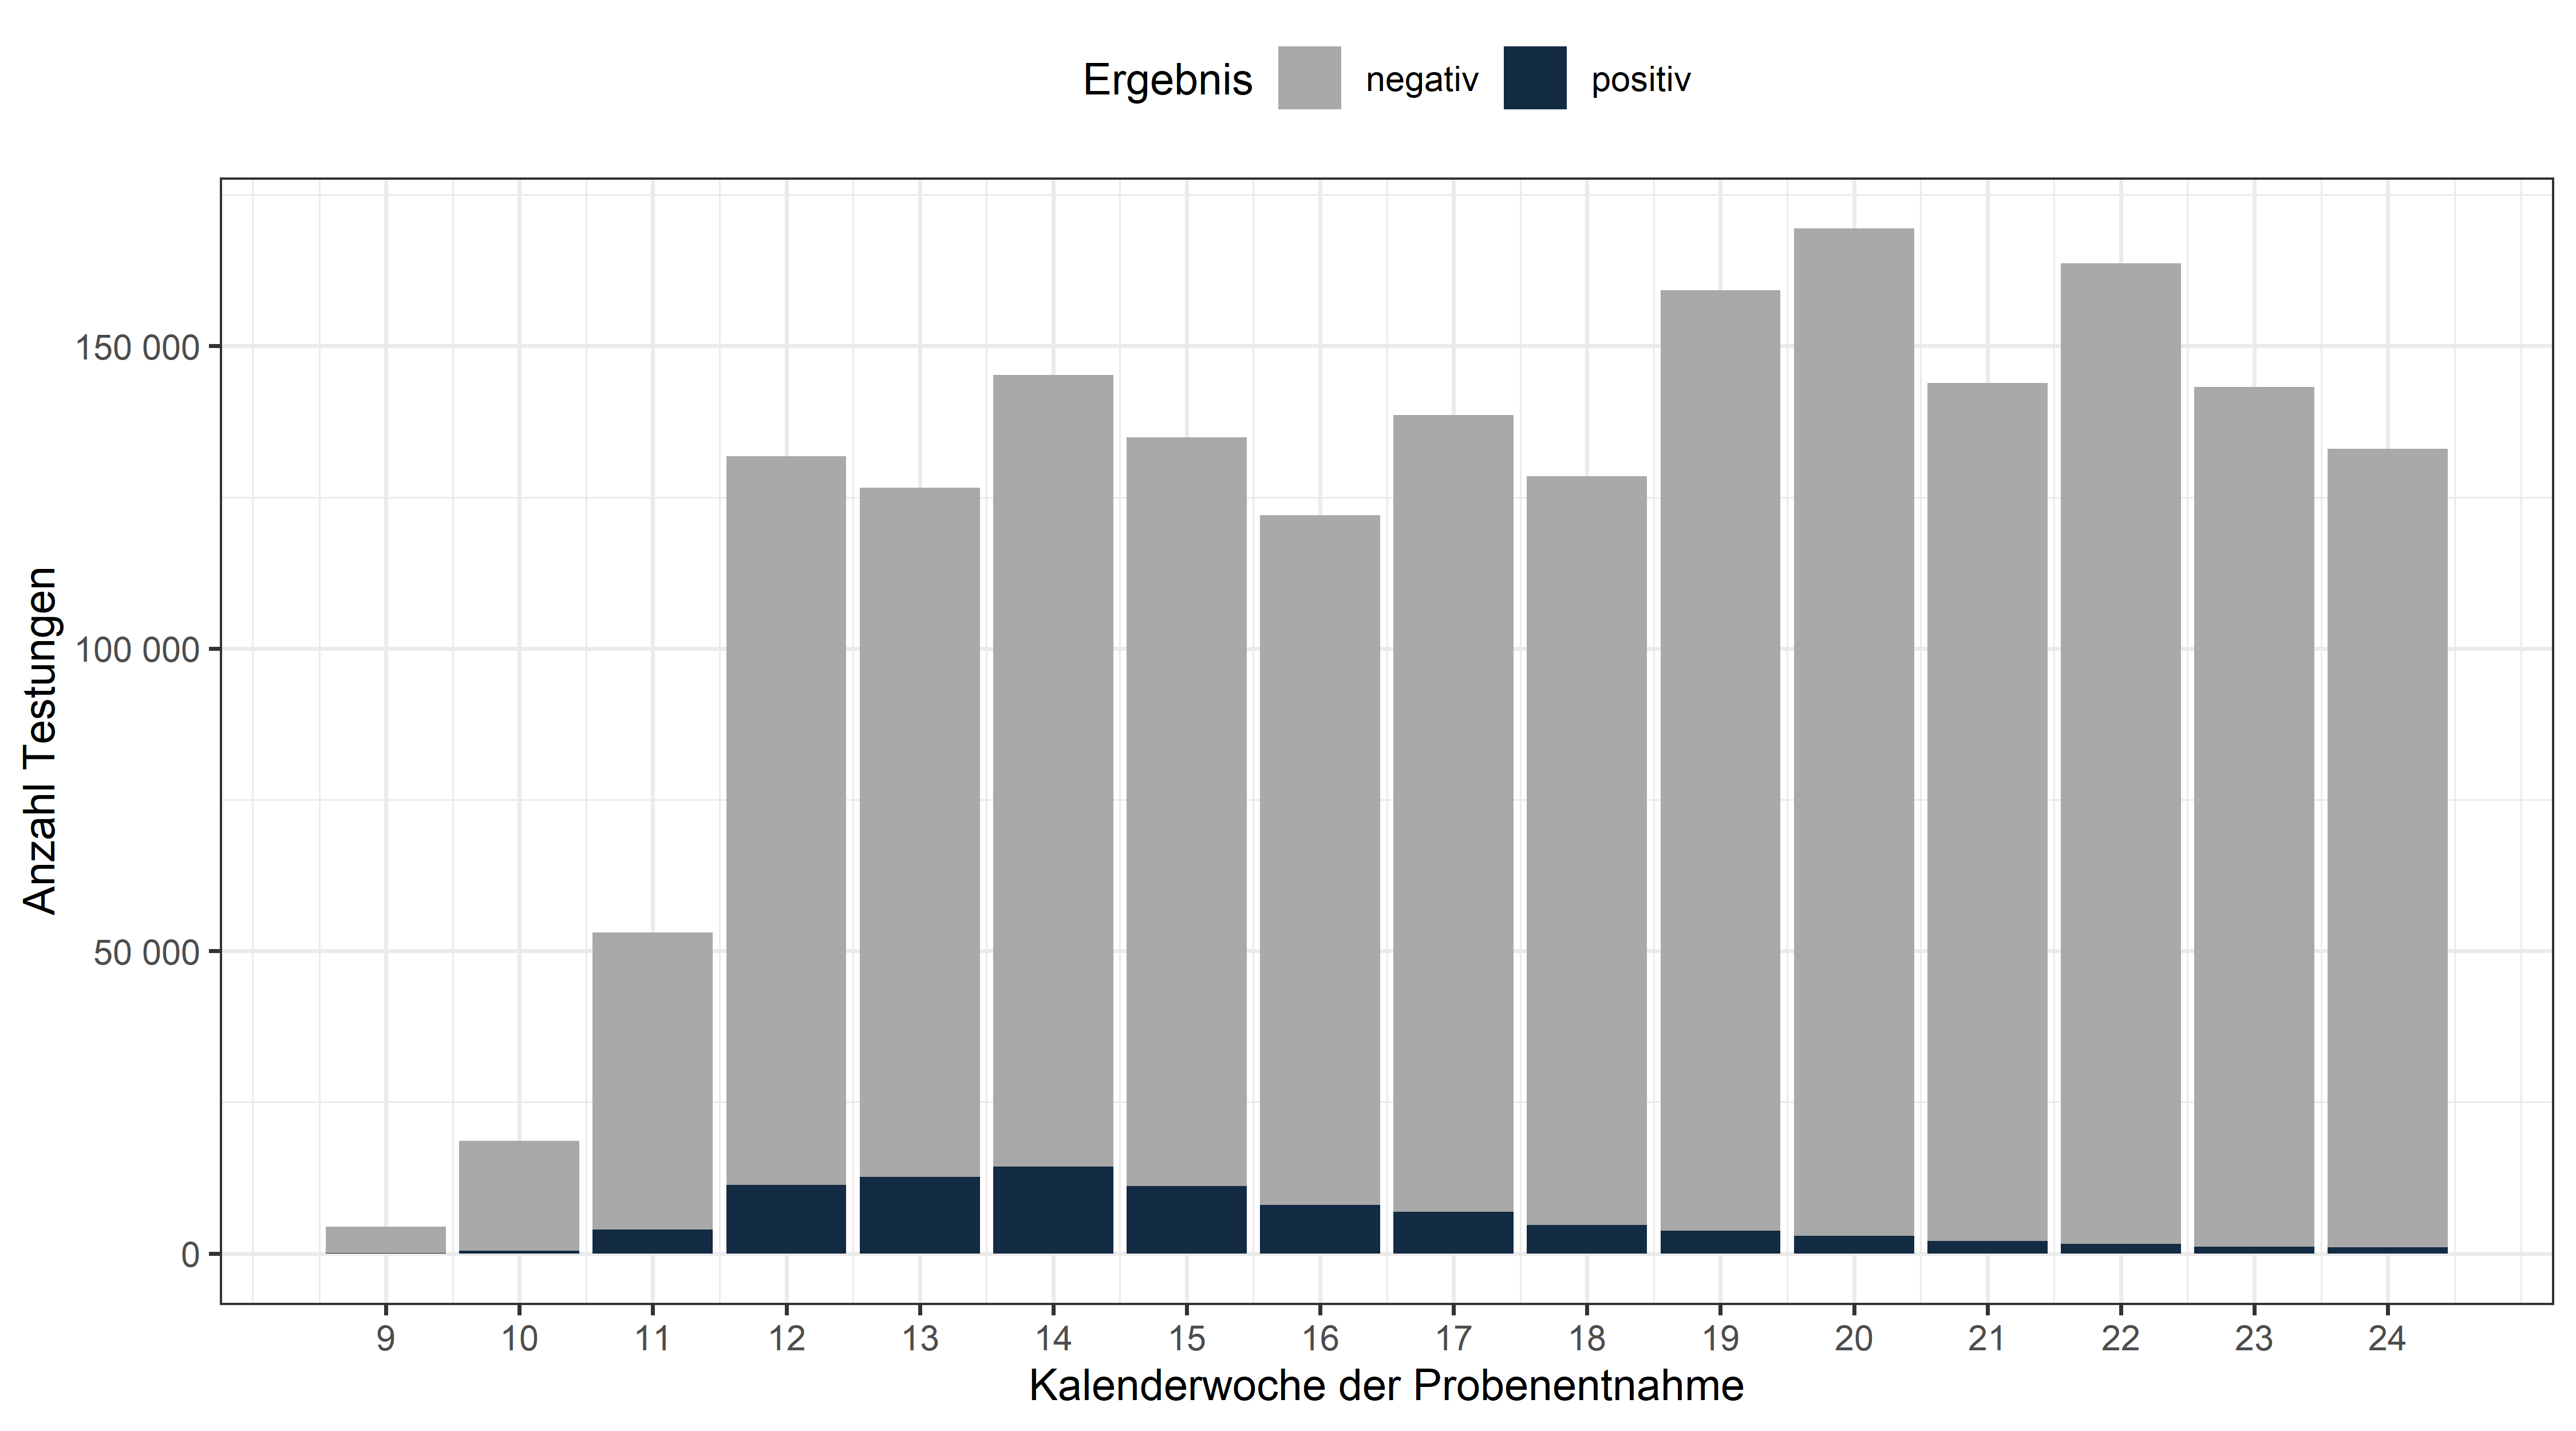 Ergebnis negativ positiv
Anzahl Testungen
150 000
100 000
50 000
0
9 10 11 12 13 14 15 16 17 18 19 20 21 22 23 24
Kalenderwoche der Probenentnahme